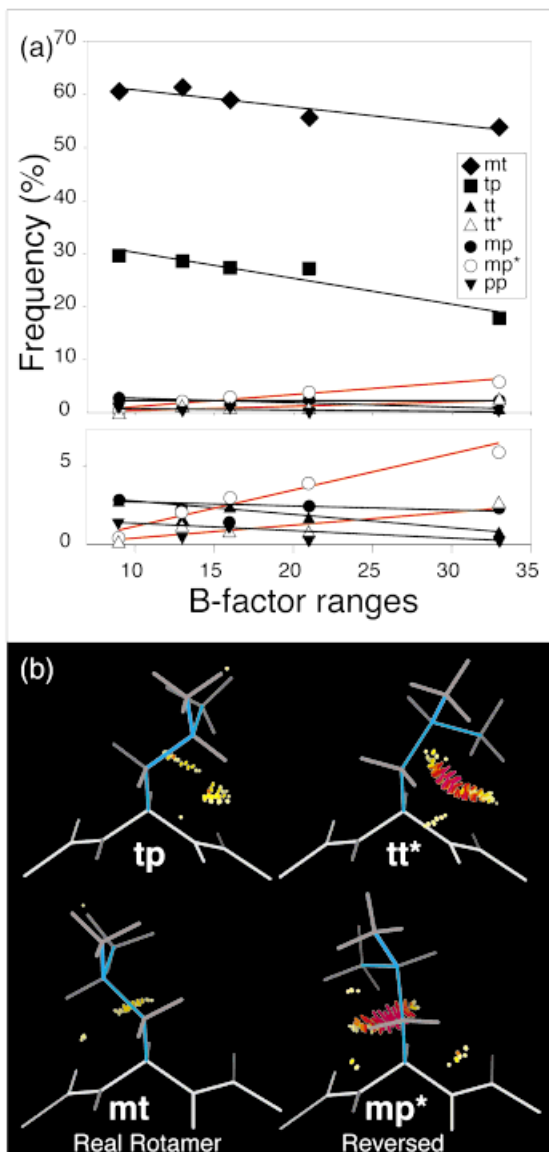 (a)
70
60
50
40
30
20
10
0
Frequency (%)
mt
tp
tt
tt*
mp
mp*
pp
5
0
10 15 20 25 30 35
B-factor ranges
(b)
tp tt*
mt mp*
Real Rotamer Reversed